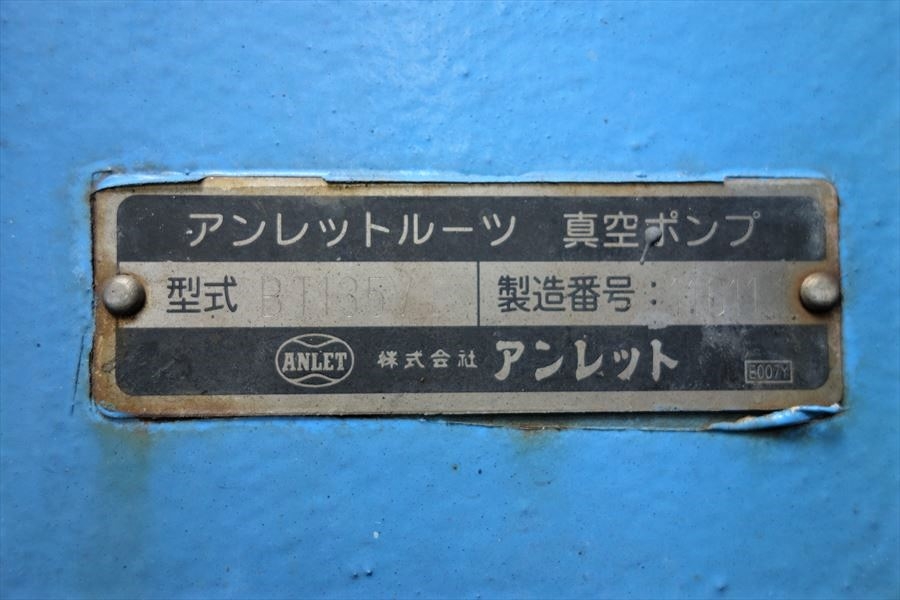 アンレットルーツ 真空ポンプ
型式
製造番号:
ANLET 株式会社 アンレット
E007Y